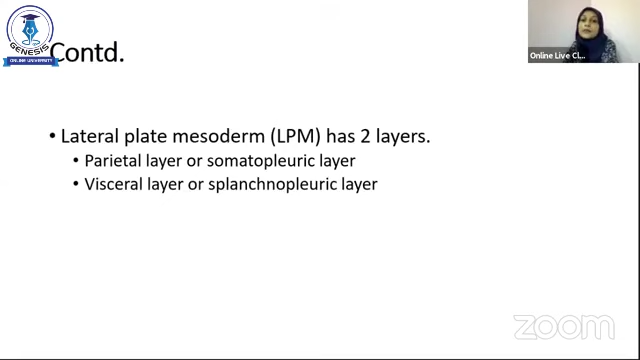 GENESIS
ONLINE UNIVERSITY
Contd.
Online Live Cl...
• Lateral plate mesoderm (LPM) has 2 layers.
• Parietal layer or somatopleuric layer
• Visceral layer or splanchnopleuric layer
zoom